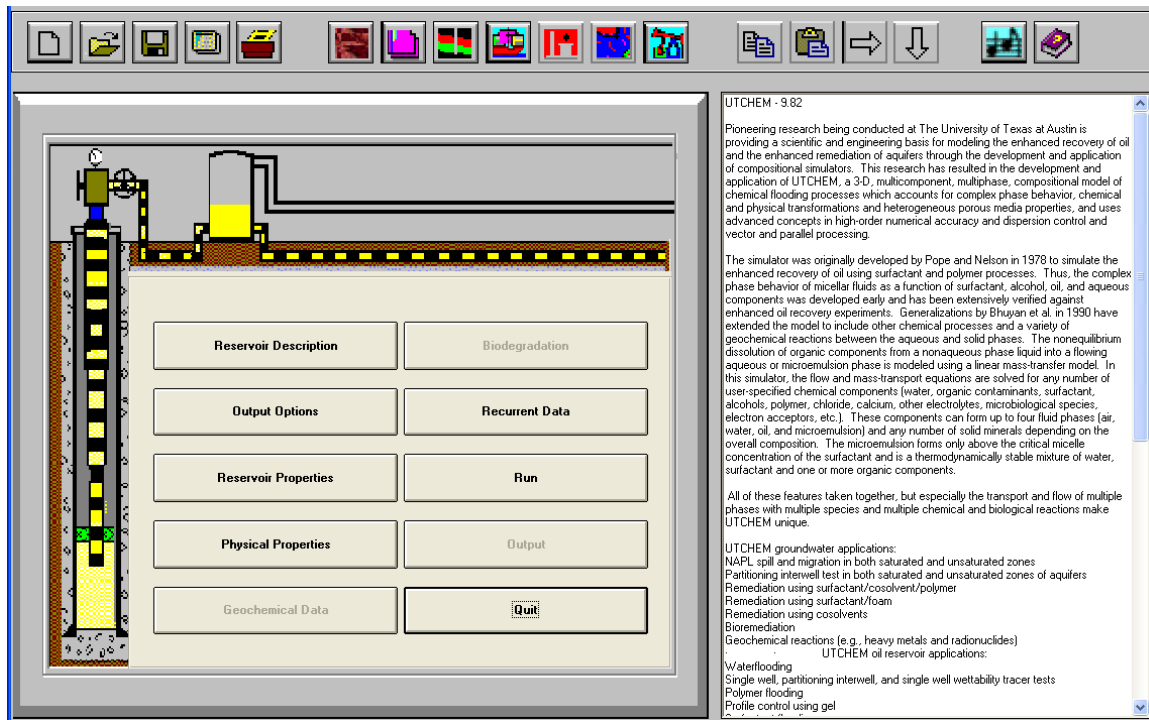 Reservoir Description
Biodegradation
Output Options
Recurrent Data
Reservoir Properties
Run
Physical Properties
Output
Geochemical Data
Quit
UTCHEM - 9.82
Pioneering research being conducted at The University of Texas at Austin is
providing a scientific and engineering basis for modeling the enhanced recovery of oil
and the enhanced remediation of aquifers through the development and application
of compositional simulators. This research has resulted in the development and
application of UTCHEM, a 3-D, multicomponent, multiphase, compositional model of
chemical flooding processes which accounts for complex phase behavior, chemical
and physical transformations and heterogeneous porous media properties, and uses
advanced concepts in high-order numerical accuracy and dispersion control and
vector and parallel processing.
The simulator was originally developed by Pope and Nelson in 1978 to simulate the
enhanced recovery of oil using surfactant and polymer processes. Thus, the complex
phase behavior of micellar fluids as a function of surfactant, alcohol, oil, and aqueous
components was developed early and has been extensively verified against
enhanced oil recovery experiments. Generalizations by Bhuyan et al. in 1990 have
extended the model to include other chemical processes and a variety of
geochemical reactions between the aqueous and solid phases. The nonequilibrium
dissolution of organic components from a nonaqueous phase liquid into a flowing
aqueous or microemulsion phase is modeled using a linear mass-transfer model. In
this simulator, the flow and mass-transport equations are solved for any number of
user-specified chemical components (water, organic contaminants, surfactant,
alcohols, polymer, chloride, calcium, other electrolytes, microbiological species,
electron acceptors, etc.). These components can form up to four fluid phases (air,
water, oil, and microemulsion) and any number of solid minerals depending on the
overall composition. The microemulsion forms only above the critical micelle
concentration of the surfactant and is a thermodynamically stable mixture of water,
surfactant and one or more organic components.
All of these features taken together, but especially the transport and flow of multiple
phases with multiple species and multiple chemical and biological reactions make
UTCHEM unique.
UTCHEM groundwater applications:
NAPL spill and migration in both saturated and unsaturated zones
Partitioning interwell test in both saturated and unsaturated zones of aquifers
Remediation using surfactant/cosolvent/polymer
Remediation using surfactant/foam
Remediation using cosolvents
Bioremediation
Geochemical reactions (e.g., heavy metals and radionuclides)
UTCHEM oil reservoir applications:
Waterflooding
Single well, partitioning interwell, and single well wettability tracer tests
Polymer flooding
Profile control using gel